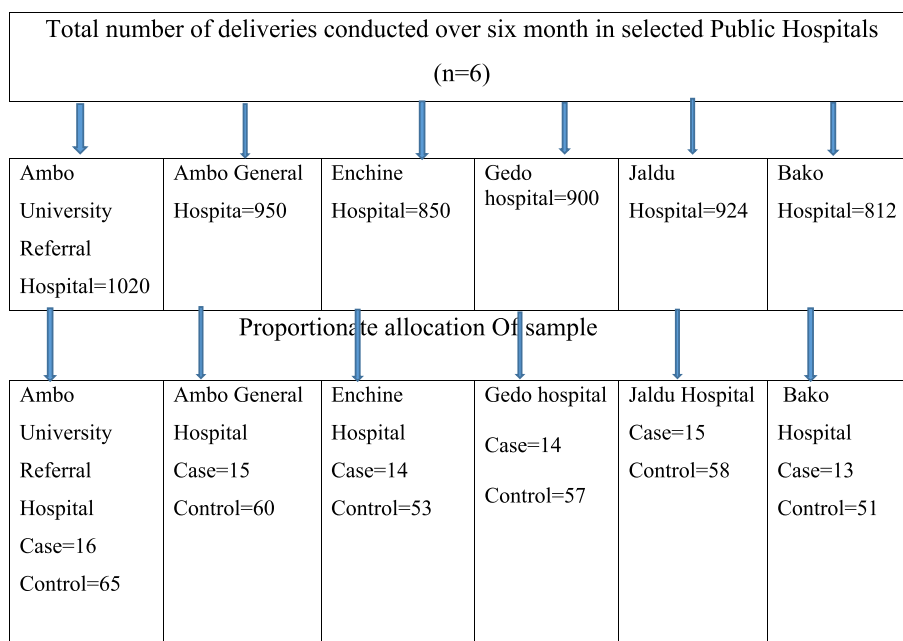 Total number of deliveries conducted over six month in selected Public Hospitals
(n=6)
Ambo
University
Referral
Hospital=1020
Ambo General
Hospita=950
Enchine
Hospital=850
Gedo
hospital=900
Jaldu
Hospital=924
Bako
Hospital=812
Proportionate allocation Of sample
Ambo
University
Referral
Hospital
Case=16
Control=65
Ambo General
Hospital
Case=15
Control=60
Enchine
Hospital
Case=14
Control=53
Gedo hospital
Case=14
Control=57
Jaldu Hospital
Case=15
Control=58
Bako
Hospital
Case=13
Control=51